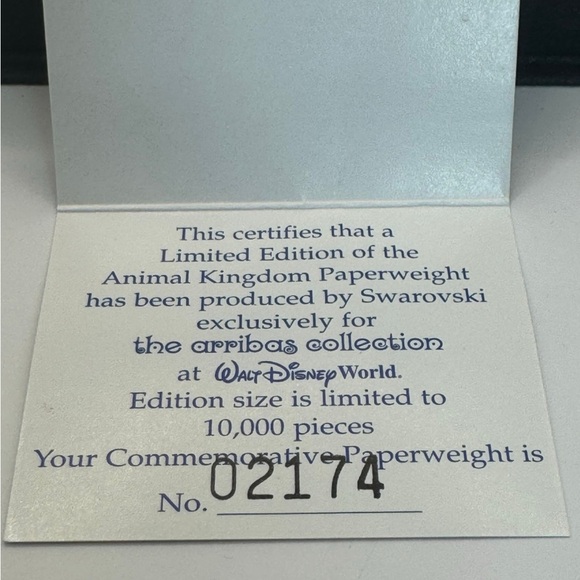 This certifies that a
Limited Edition of the
Animal Kingdom Paperweight
has been produced by Swarovski
exclusively for
the arribas collection
at Walt Disney World.
Edition size is limited to
10,000 pieces
Your Commemorative Paperweight is
No. 02174